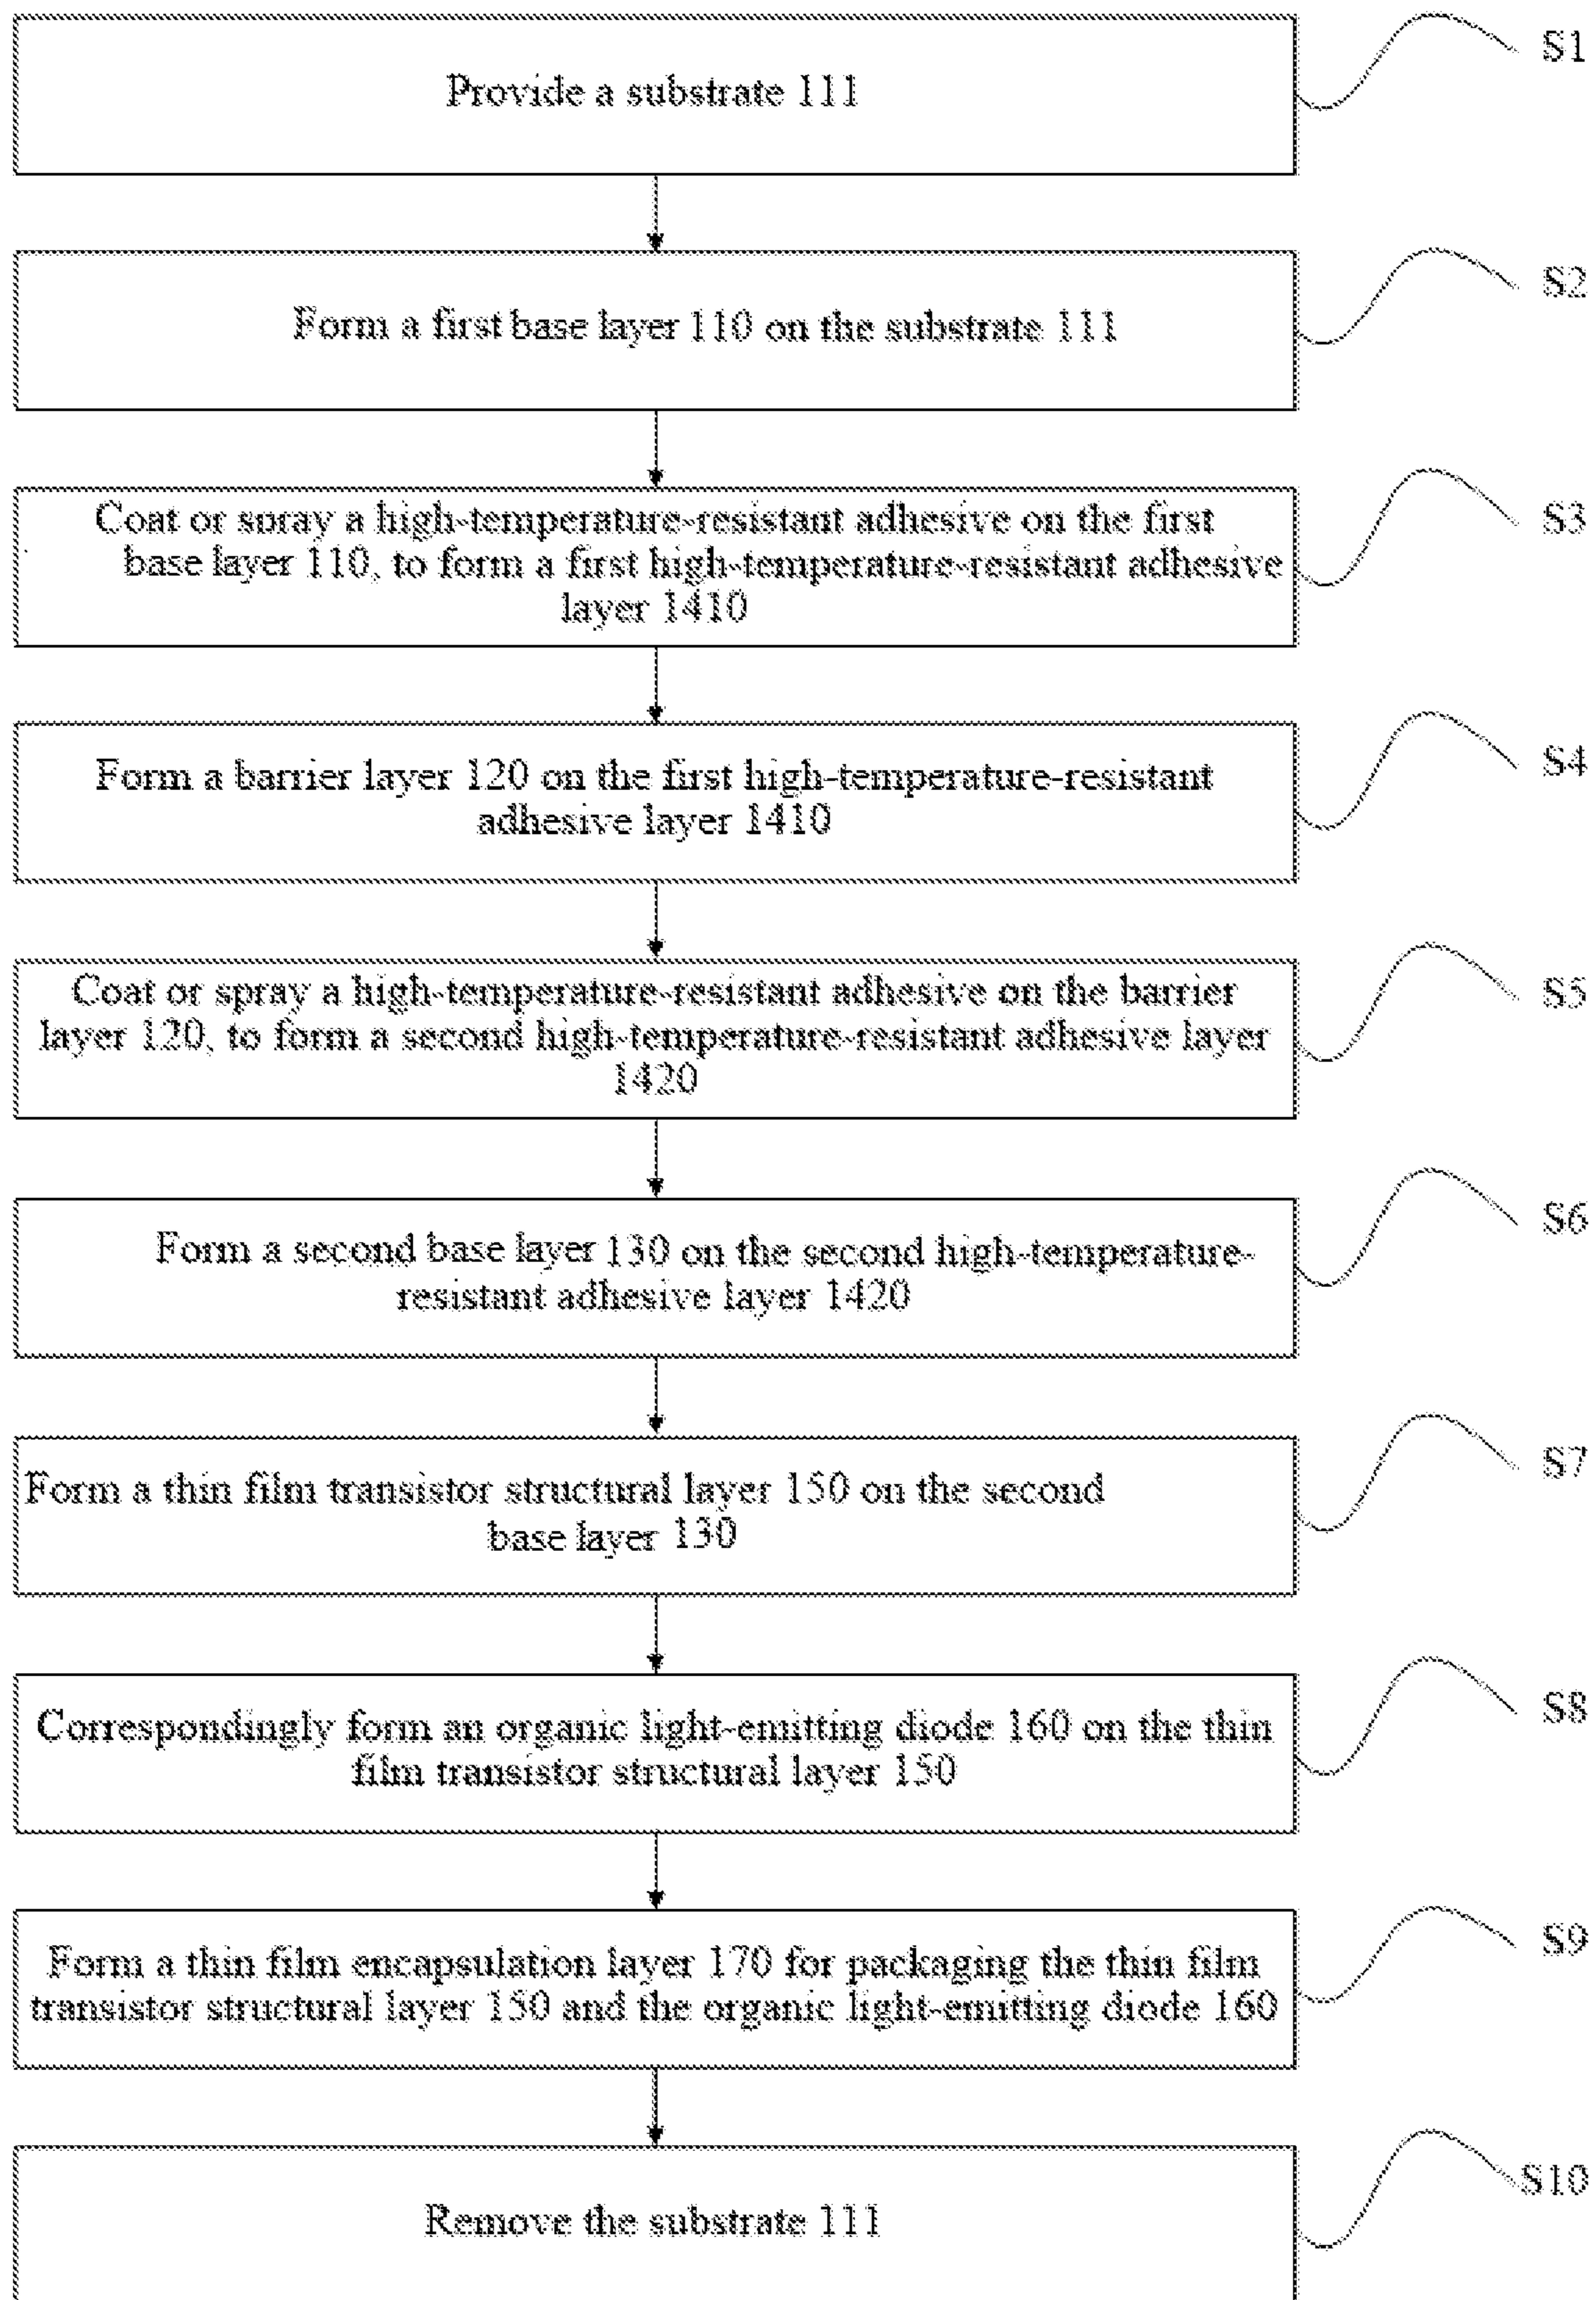 Provide a substrate 111
S1
Form a first base layer 110 on the substrate 111
S2
Coat or spray a high-temperature-resistant adhesive on the first
base layer 110, to form a first high-temperature-resistant adhesive
layer 1410
S3
Form a barrier layer 120 on the first high-temperature-resistant
adhesive layer 1410
S4
Coat or spray a high-temperature-resistant adhesive on the barrier
layer 120, to form a second high-temperature-resistant adhesive layer
1420
S5
Form a second base layer 130 on the second high-temperature-
resistant adhesive layer 1420
S6
Form a thin film transistor structural layer 150 on the second
base layer 130
S7
Correspondingly form an organic light-emitting diode 160 on the thin
film transistor structural layer 150
S8
Form a thin film encapsulation layer 170 for packaging the thin film
transistor structural layer 150 and the organic light-emitting diode 160
S9
Remove the substrate 111
S10